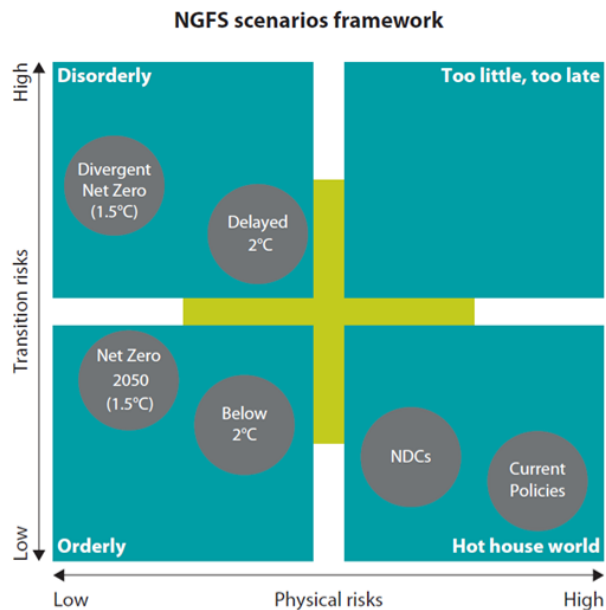 NGFS scenarios framework
High
Transition risks
Low
Disorderly
Too little, too late
Divergent
Net Zero
(1.5°C)
Delayed
2°C
Net Zero
2050
(1.5°C)
Below
2°C
NDCs
Current
Policies
Orderly
Hot house world
Low
Physical risks
High